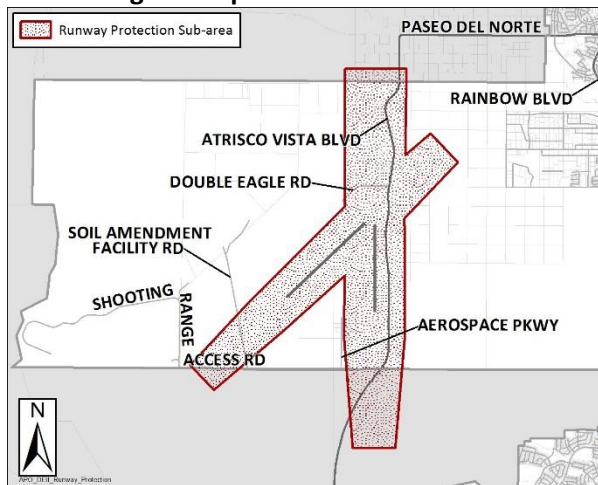 Runway Protection Sub-area
PASEO DEL NORTE
RAINBOW BLVD
ATRISCO VISTA BLVD
DOUBLE EAGLE RD
SOIL AMENDMENT
FACILITY RD
SHOOTING
RANGE
ACCESS RD
AEROSPACE PKWY
N
APO_DEII_Runway_Protection